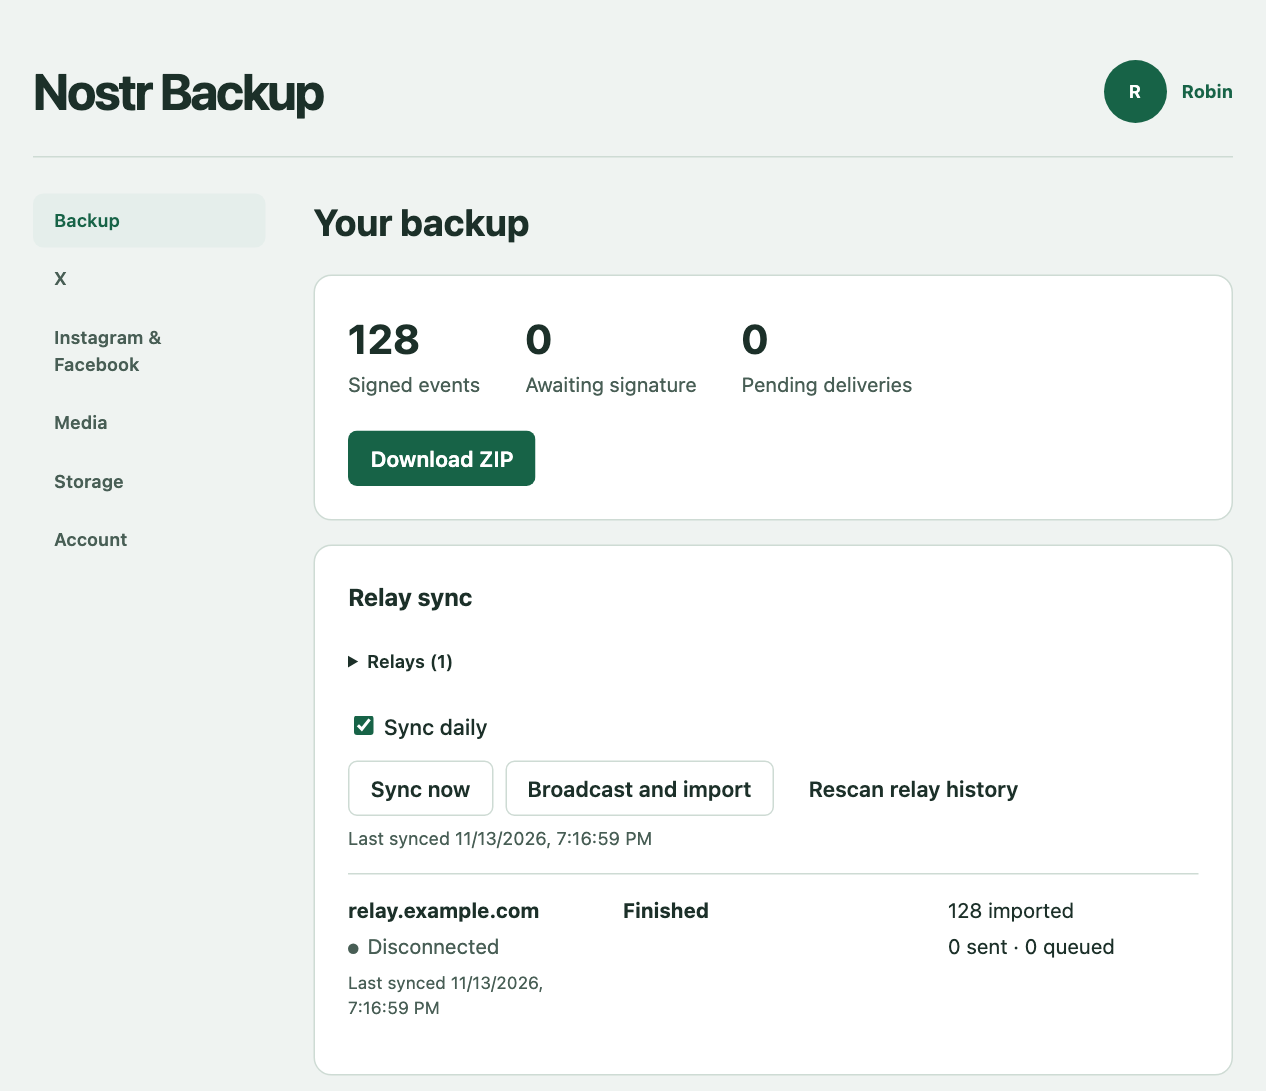 Nostr Backup
R
Robin
Backup
X
Instagram &
Facebook
Media
Storage
Account
Your backup
128
Signed events
0
Awaiting signature
0
Pending deliveries
Download ZIP
Relay sync
Relays (1)
Sync daily
Sync now
Broadcast and import
Rescan relay history
Last synced 11/13/2026, 7:16:59 PM
relay.example.com
Disconnected
Last synced 11/13/2026,
7:16:59 PM
Finished
128 imported
0 sent · 0 queued